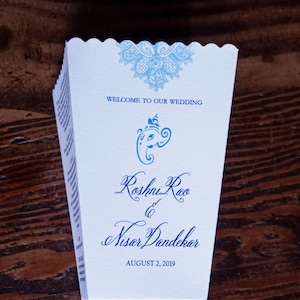 WELCOME TO OUR WEDDING
Roshni Rao
&
Nisar Dandekar
AUGUST 2, 2019